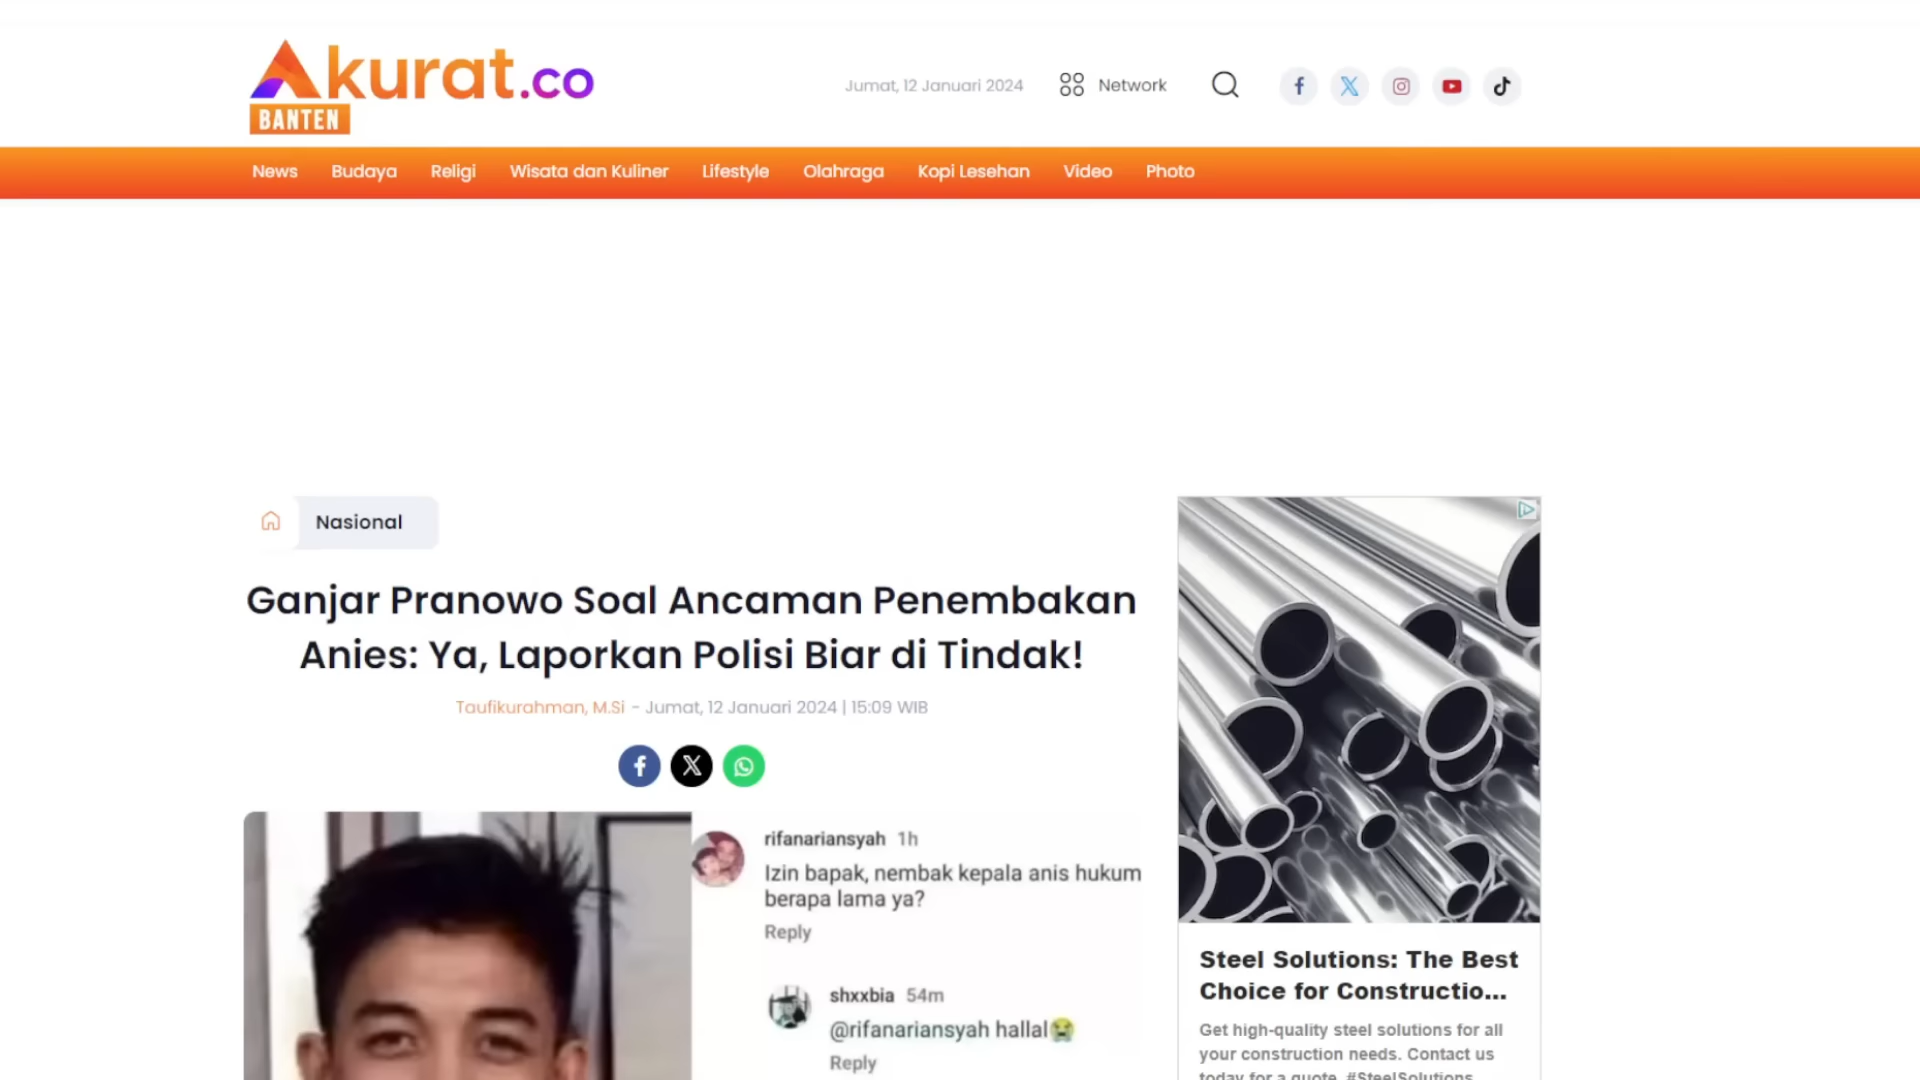 Akurat.co
BANTEN
Jumat, 12 Januari 2024
Network
News Budaya Religi Wisata dan Kuliner Lifestyle Olahraga Kopi Lesehan Video Photo
Nasional
Ganjar Pranowo Soal Ancaman Penembakan
Anies: Ya, Laporkan Polisi Biar di Tindak!
Taufikurahman, M.Si - Jumat, 12 Januari 2024 | 15:09 WIB
rifanariansyah 1h
Izin bapak, nembak kepala anis hukum
berapa lama ya?
Reply
shxxbia 54m
@rifanariansyah hallal😭
Reply
Steel Solutions: The Best
Choice for Constructio...
Get high-quality steel solutions for all
your construction needs. Contact us
today for a quote. #SteelSolutions